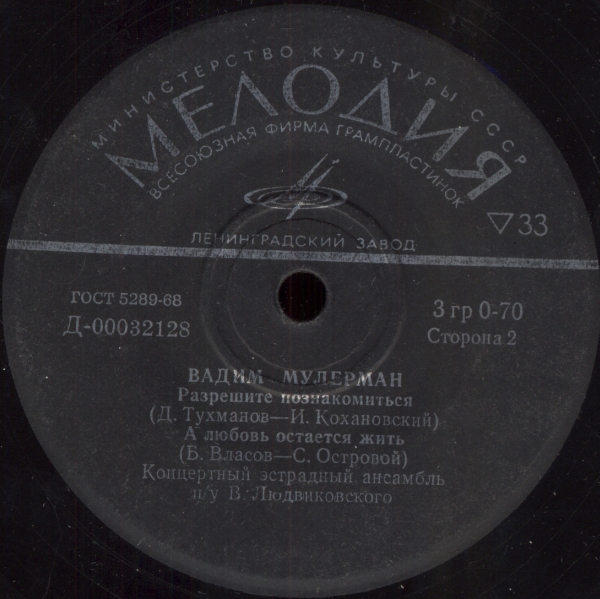 МИНИСТЕРСТВО КУЛЬТУРЫ СССР
МЕЛОДИЯ
ВСЕСОЮЗНАЯ ФИРМА ГРАМПЛАСТИНОК
▽33
ЛЕНИНГРАДСКИЙ ЗАВОД
ГОСТ 5289-68
Д-00032128
3 гр 0-70
Сторона 2
ВАДИМ МУЛЕРМАН
Разрешите познакомиться
(Д. Тухманов—И. Кохановский)
А любовь остается жить
(Б. Власов—С. Островой)
Концертный эстрадный ансамбль
п/у В. Людвиковского